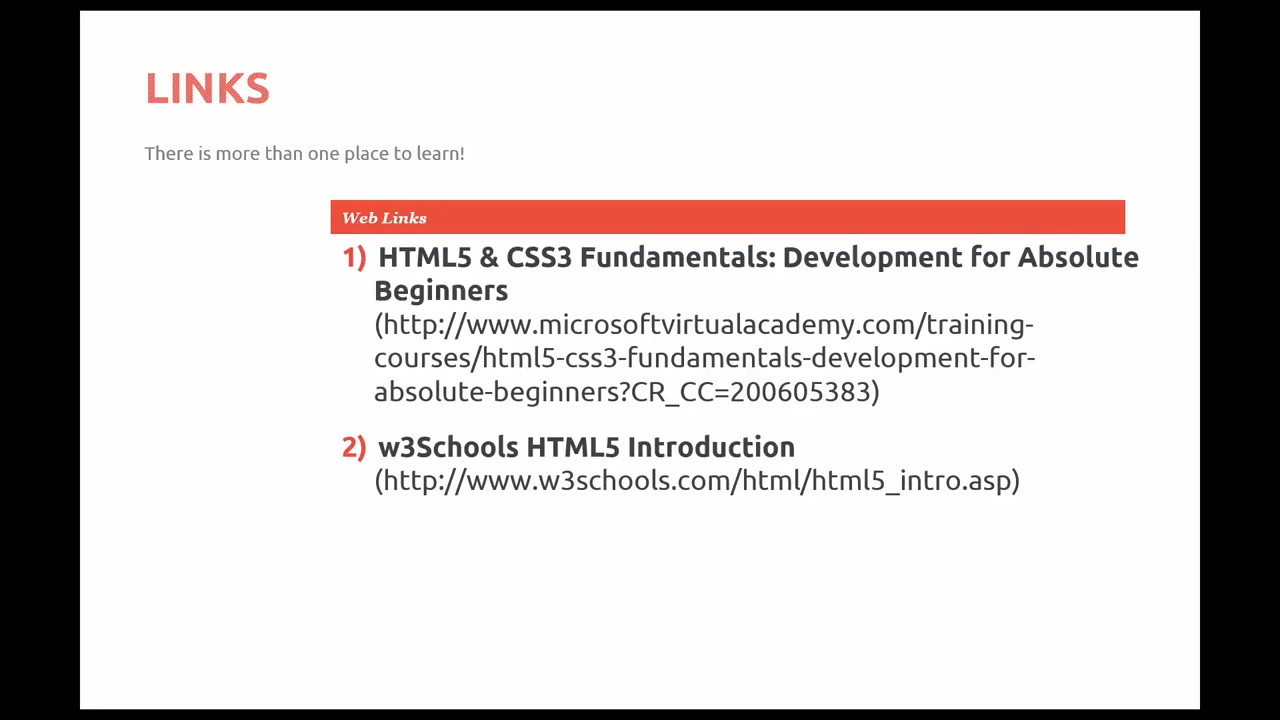 LINKS
There is more than one place to learn!
Web Links
1) HTML5 & CSS3 Fundamentals: Development for Absolute
Beginners
(http://www.microsoftvirtualacademy.com/training-
courses/html5-css3-fundamentals-development-for-
absolute-beginners?CR_CC=200605383)
2) w3Schools HTML5 Introduction
(http://www.w3schools.com/html/html5_intro.asp)